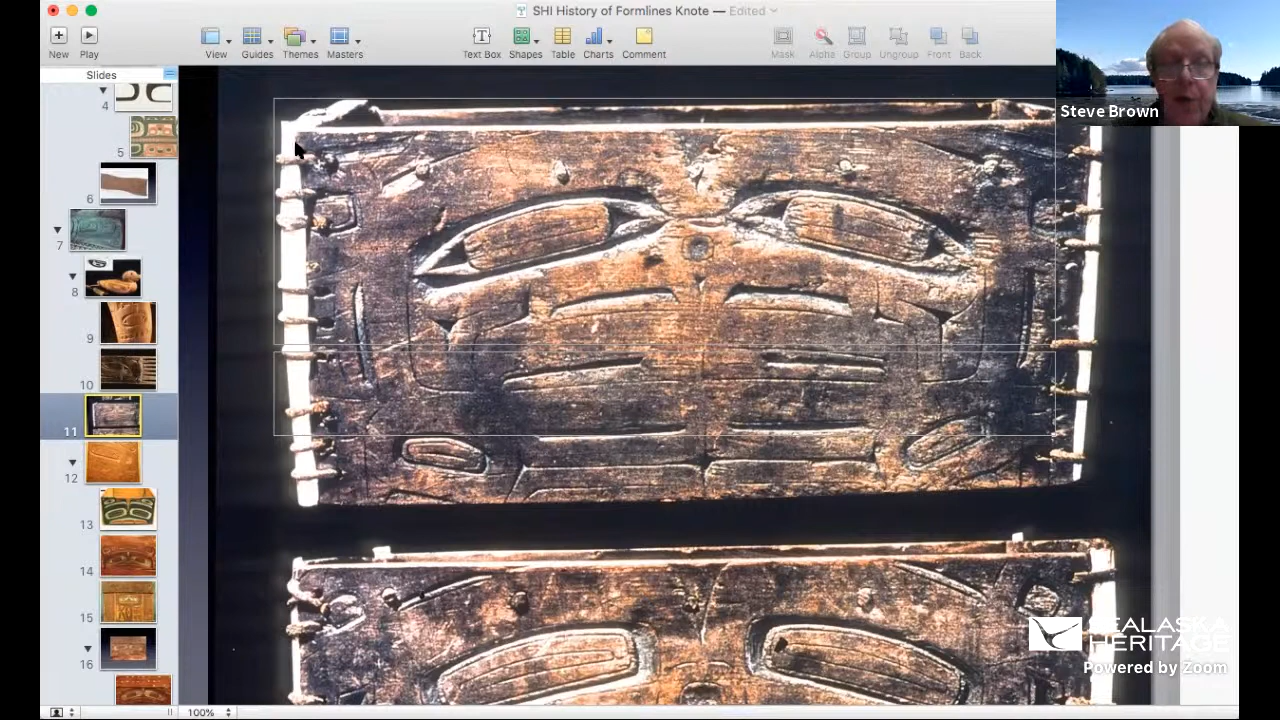 SHI History of Formlines Knote — Edited
New Play View Guides Themes Masters Text Box Shapes Table Charts Comment Mask Alpha Group Ungroup Front Back
Steve Brown
Slides
4
5
6
7
8
9
10
11
12
13
14
15
16
SEALASKA
HERITAGE
Powered by Zoom
100%